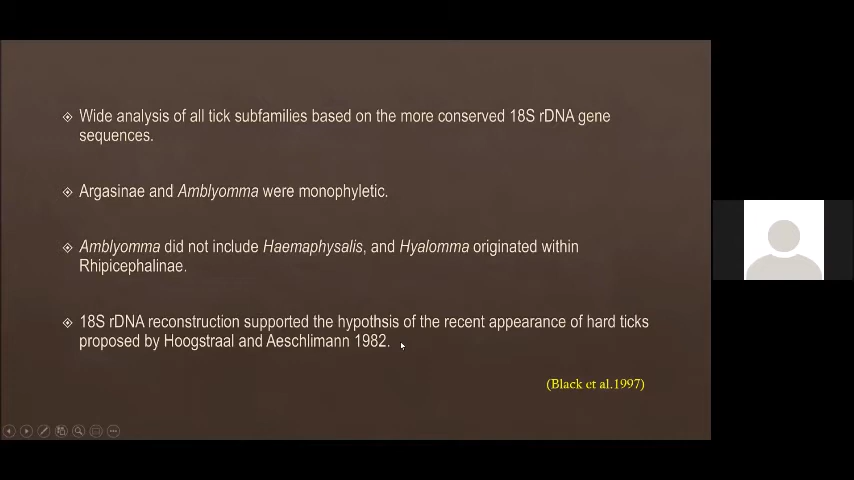 Wide analysis of all tick subfamilies based on the more conserved 18S rDNA gene
sequences.
Argasinae and Amblyomma were monophyletic.
Amblyomma did not include Haemaphysalis, and Hyalomma originated within
Rhipicephalinae.
18S rDNA reconstruction supported the hypothsis of the recent appearance of hard ticks
proposed by Hoogstraal and Aeschlimann 1982.
(Black et al.1997)